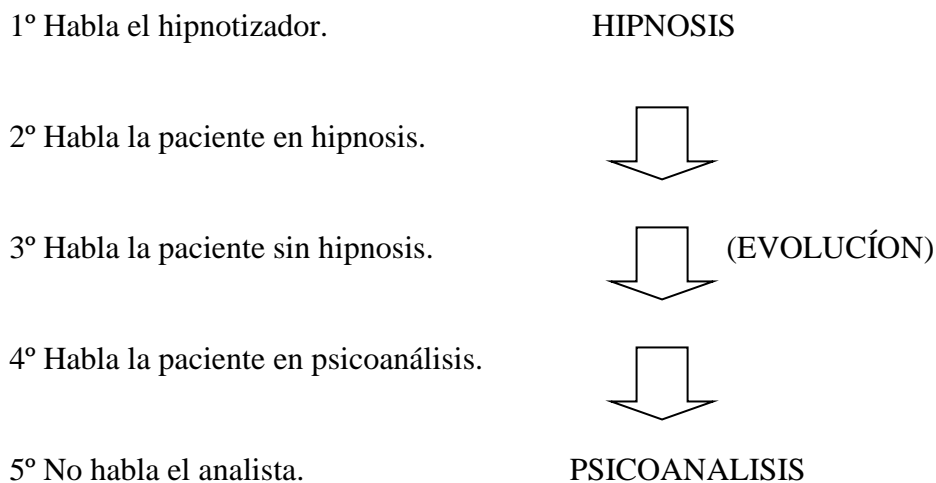 1º Habla el hipnotizador. HIPNOSIS
2º Habla la paciente en hipnosis.
3º Habla la paciente sin hipnosis. (EVOLUCÍON)
4º Habla la paciente en psicoanálisis.
5º No habla el analista. PSICOANALISIS